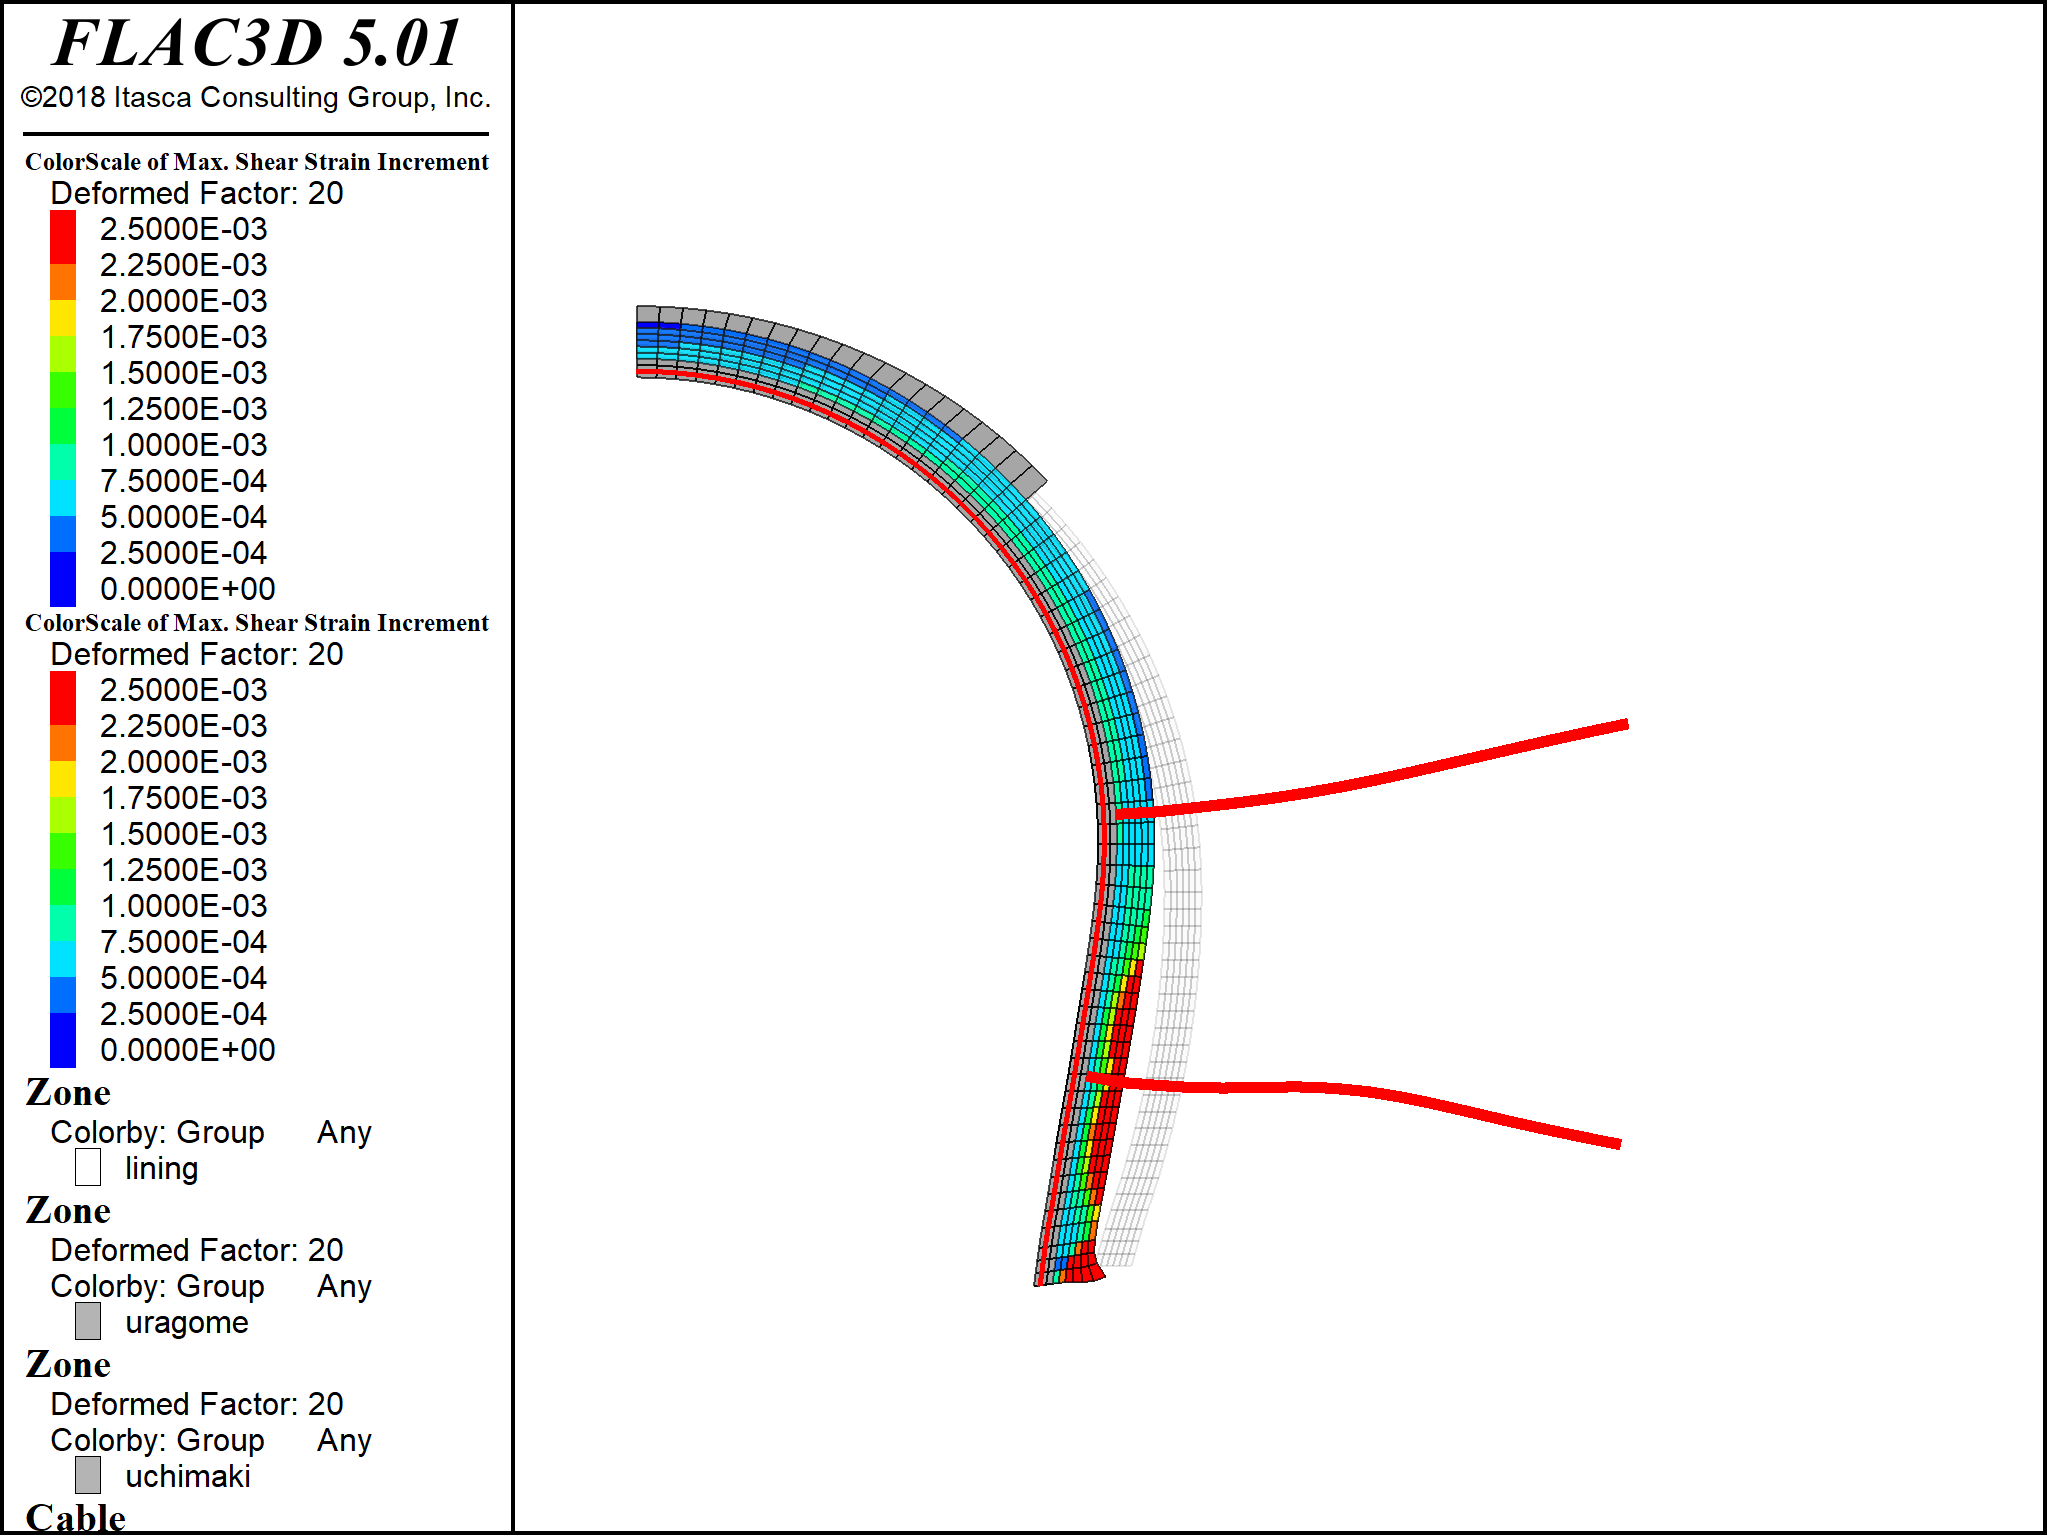 FLAC3D 5.01
©2018 Itasca Consulting Group, Inc.
ColorScale of Max. Shear Strain Increment
Deformed Factor: 20
2.5000E-03
2.2500E-03
2.0000E-03
1.7500E-03
1.5000E-03
1.2500E-03
1.0000E-03
7.5000E-04
5.0000E-04
2.5000E-04
0.0000E+00
ColorScale of Max. Shear Strain Increment
Deformed Factor: 20
2.5000E-03
2.2500E-03
2.0000E-03
1.7500E-03
1.5000E-03
1.2500E-03
1.0000E-03
7.5000E-04
5.0000E-04
2.5000E-04
0.0000E+00
Zone
Colorby: Group Any
lining
Zone
Deformed Factor: 20
Colorby: Group Any
uragome
Zone
Deformed Factor: 20
Colorby: Group Any
uchimaki
Cable